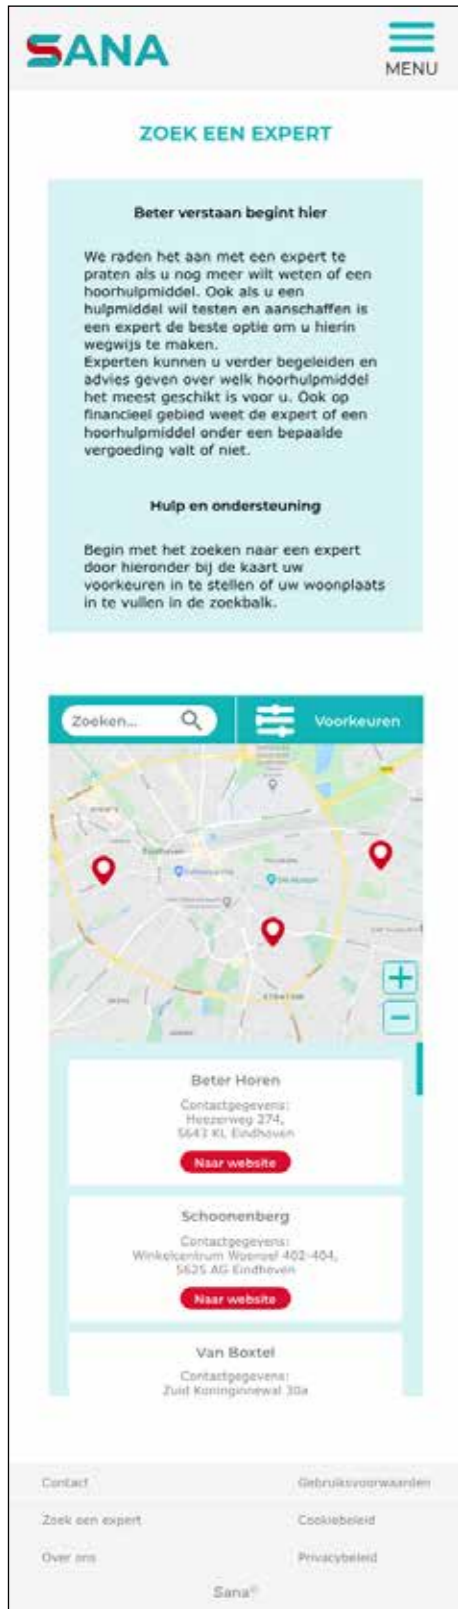 SANA
MENU
ZOEK EEN EXPERT
Beter verstaan begint hier
We raden het aan met een expert te
praten als u nog meer wilt weten of een
hoorhulpmiddel. Ook als u een
hulpmiddel wil testen en aanschaffen is
een expert de beste optie om u hierin
wegwijs te maken.
Experten kunnen u verder begeleiden en
advies geven over welk hoorhulpmiddel
het meest geschikt is voor u. Ook op
financieel gebied weet de expert of een
hoorhulpmiddel onder een bepaalde
vergoeding valt of niet.
Hulp en ondersteuning
Begin met het zoeken naar een expert
door hieronder bij de kaart uw
voorkeuren in te stellen of uw woonplaats
in te vullen in de zoekbalk.
Zoeken...
Voorkeuren
Eindhoven
STRATUM
Beter Horen
Contactgegevens:
Heezerweg 274,
5643 KL Eindhoven
Naar website
Schoonenberg
Contactgegevens:
Winkelcentrum Woensel 402-404,
5625 AG Eindhoven
Naar website
Van Boxtel
Contactgegevens:
Zuid Koninginnewal 30a
Contact
Gebruiksvoorwaarden
Zoek een expert
Cookiebeleid
Over ons
Privacybeleid
Sana®